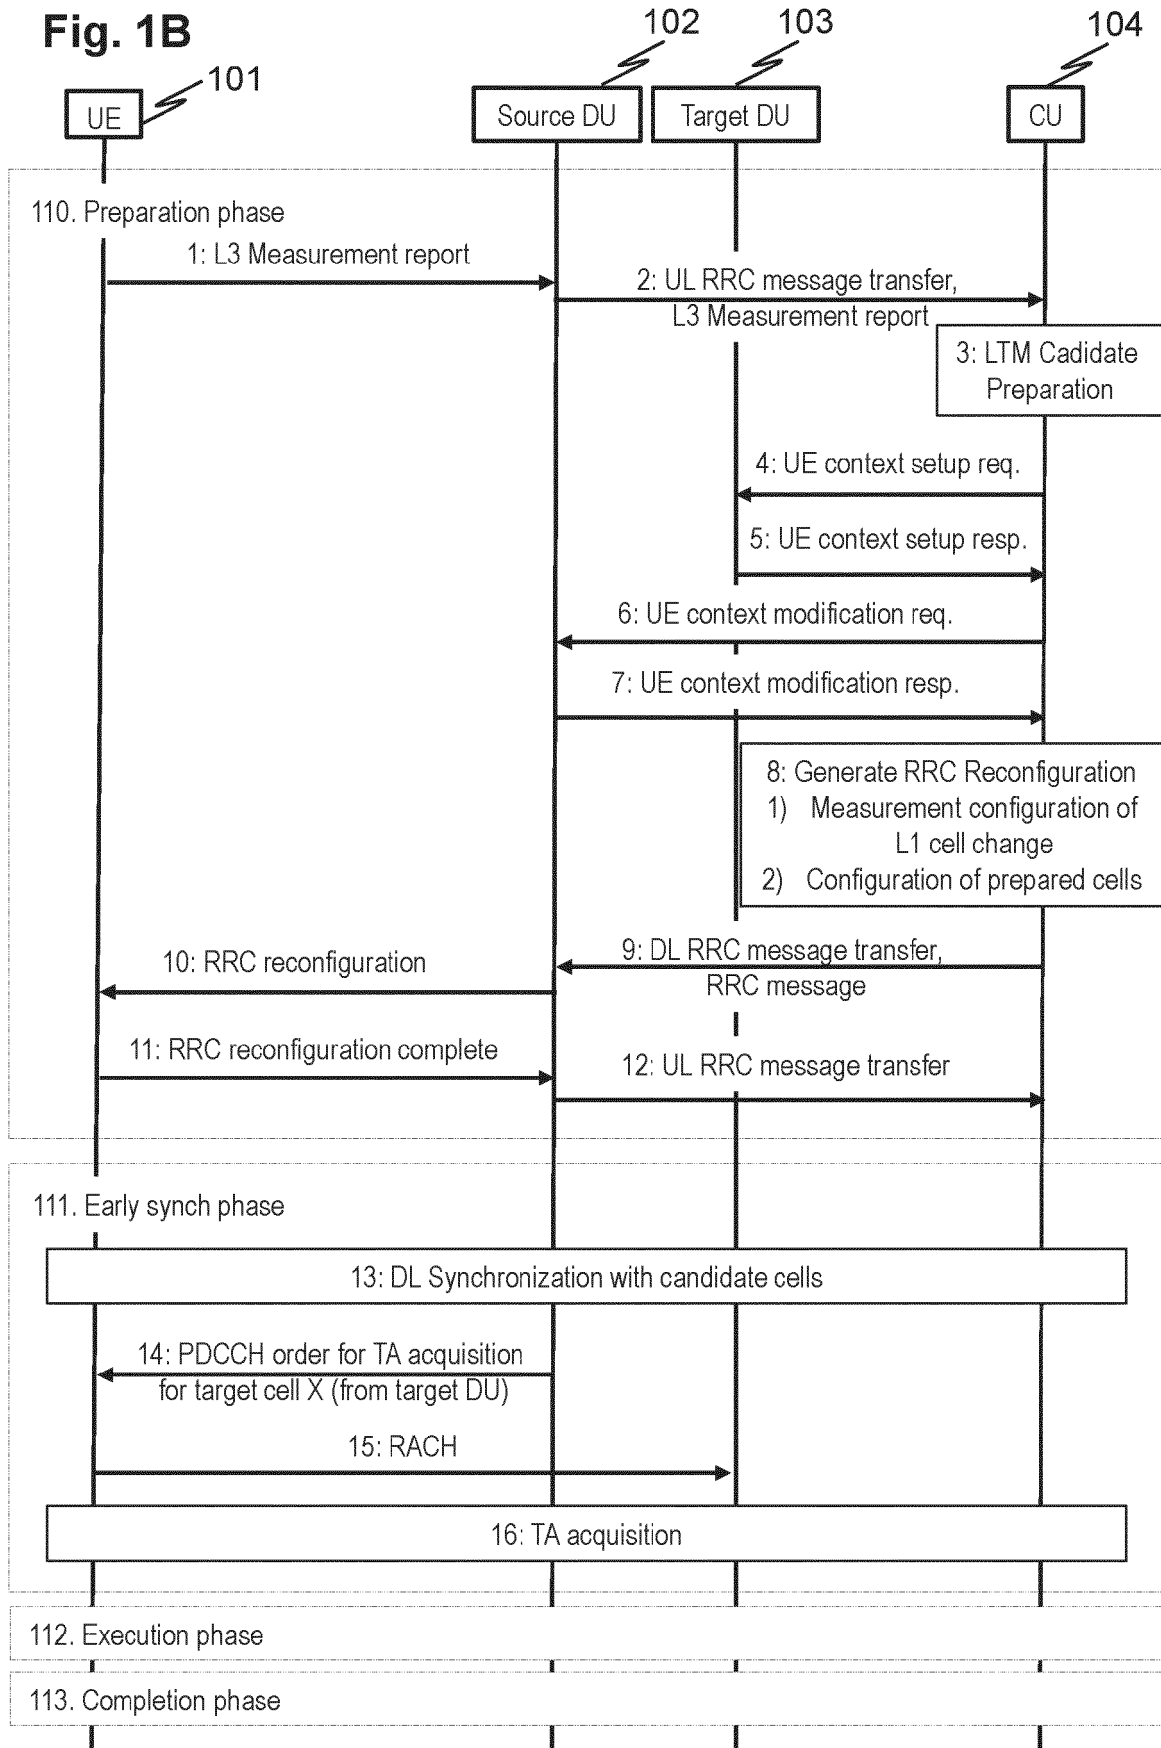 Fig. 1B
101
102
103
104
UE
Source DU
Target DU
CU
110. Preparation phase
1: L3 Measurement report
2: UL RRC message transfer,
L3 Measurement report
3: LTM Cadidate
Preparation
4: UE context setup req.
5: UE context setup resp.
6: UE context modification req.
7: UE context modification resp.
8: Generate RRC Reconfiguration
1) Measurement configuration of
L1 cell change
2) Configuration of prepared cells
9: DL RRC message transfer,
RRC message
10: RRC reconfiguration
11: RRC reconfiguration complete
12: UL RRC message transfer
111. Early synch phase
13: DL Synchronization with candidate cells
14: PDCCH order for TA acquisition
for target cell X (from target DU)
15: RACH
16: TA acquisition
112. Execution phase
113. Completion phase